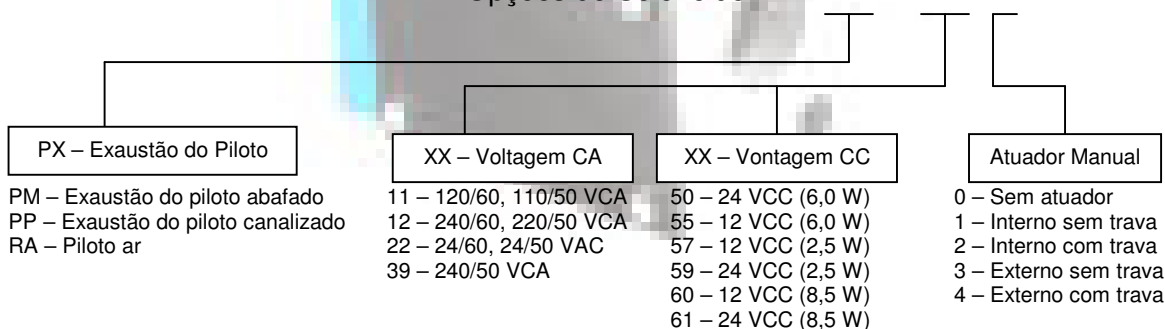 PX – Exaustão do Piloto
PM – Exaustão do piloto abafado
PP – Exaustão do piloto canalizado
RA – Piloto ar
XX – Voltagem CA
11 – 120/60, 110/50 VCA
12 – 240/60, 220/50 VCA
22 – 24/60, 24/50 VAC
39 – 240/50 VCA
XX – Vontagem CC
50 – 24 VCC (6,0 W)
55 – 12 VCC (6,0 W)
57 – 12 VCC (2,5 W)
59 – 24 VCC (2,5 W)
60 – 12 VCC (8,5 W)
61 – 24 VCC (8,5 W)
Atuador Manual
0 – Sem atuador
1 – Interno sem trava
2 – Interno com trava
3 – Externo sem trava
4 – Externo com trava